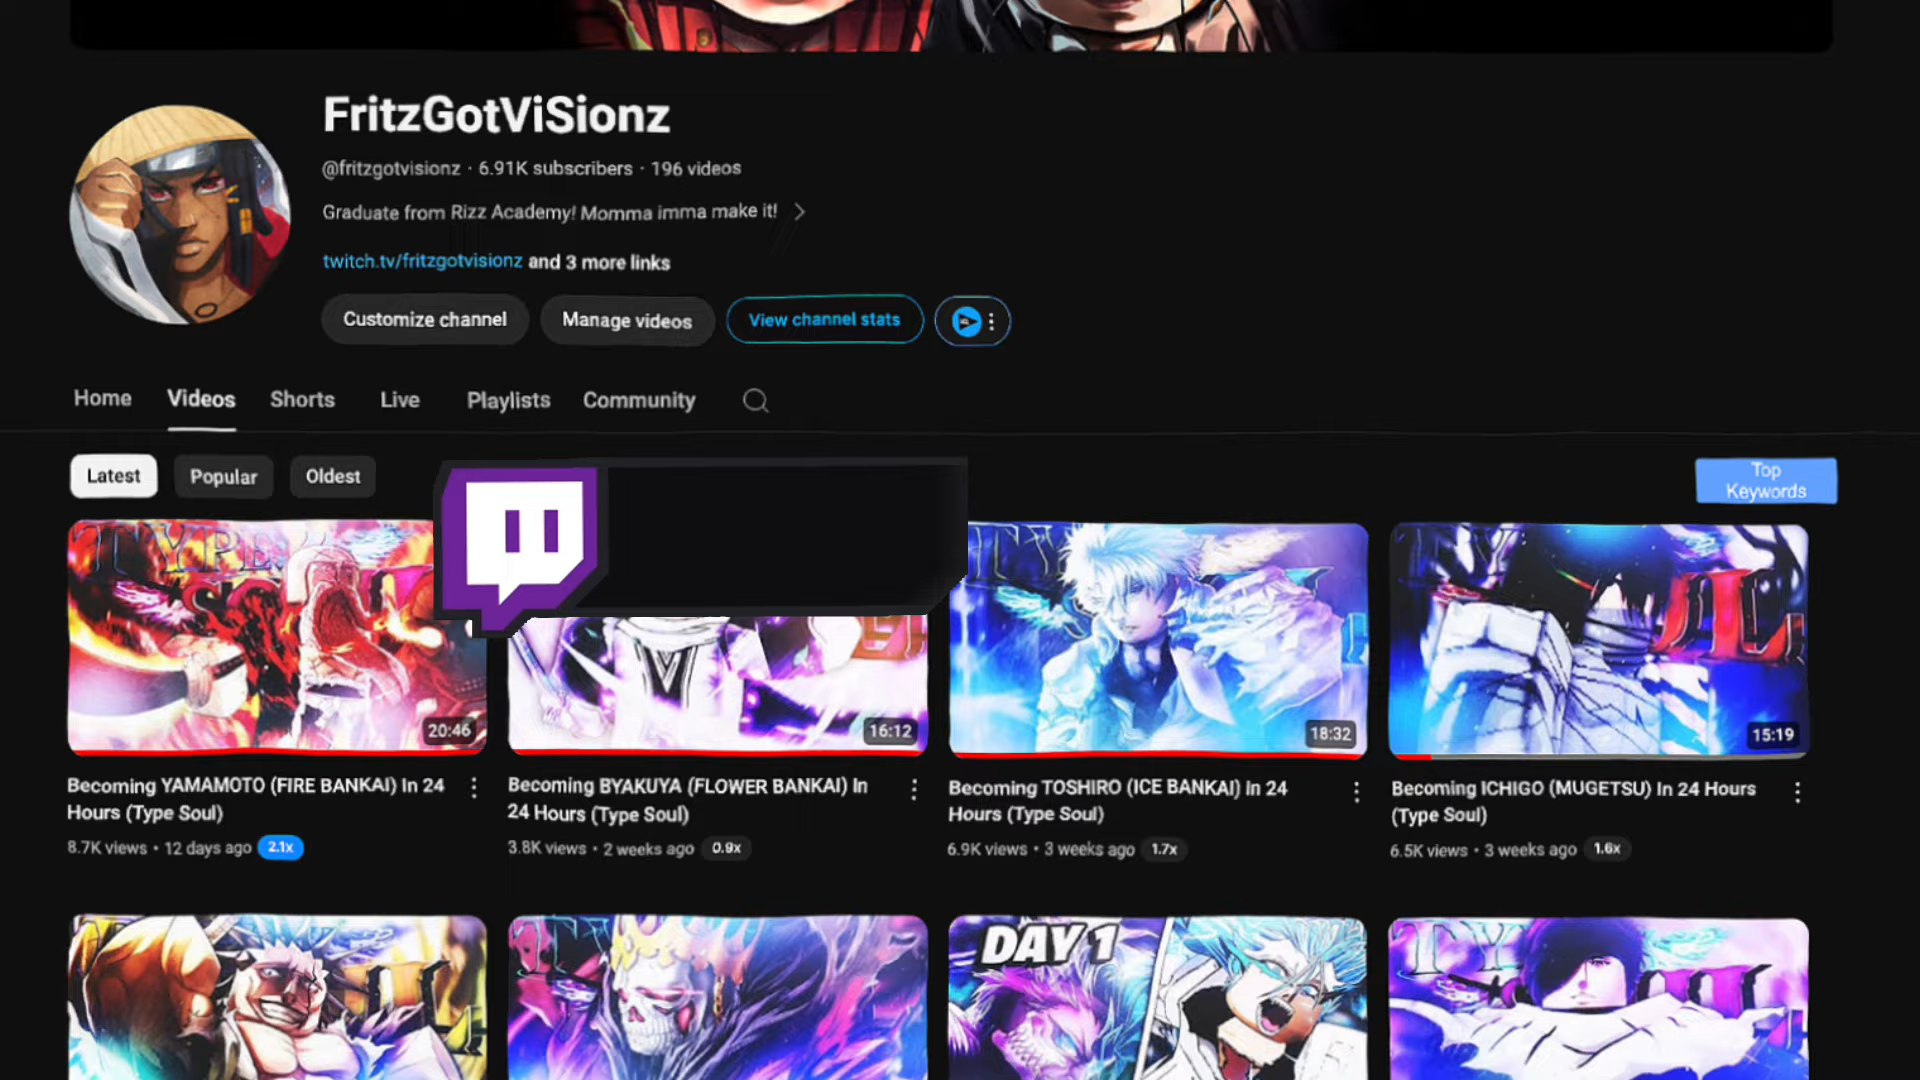 FritzGotViSionz
@fritzgotvisionz · 6.91K subscribers · 196 videos
Graduate from Rizz Academy! Momma imma make it!
twitch.tv/fritzgotvisionz and 3 more links
Customize channel
Manage videos
View channel stats
Home
Videos
Shorts
Live
Playlists
Community
Latest
Popular
Oldest
Top
Keywords
TYPE
20:46
16:12
18:32
15:19
Becoming YAMAMOTO (FIRE BANKAI) In 24
Hours (Type Soul)
8.7K views • 12 days ago 2.1x
Becoming BYAKUYA (FLOWER BANKAI) In
24 Hours (Type Soul)
3.8K views • 2 weeks ago 0.9x
Becoming TOSHIRO (ICE BANKAI) In 24
Hours (Type Soul)
6.9K views • 3 weeks ago 1.7x
Becoming ICHIGO (MUGETSU) In 24 Hours
(Type Soul)
6.5K views • 3 weeks ago 1.6x
DAY 1